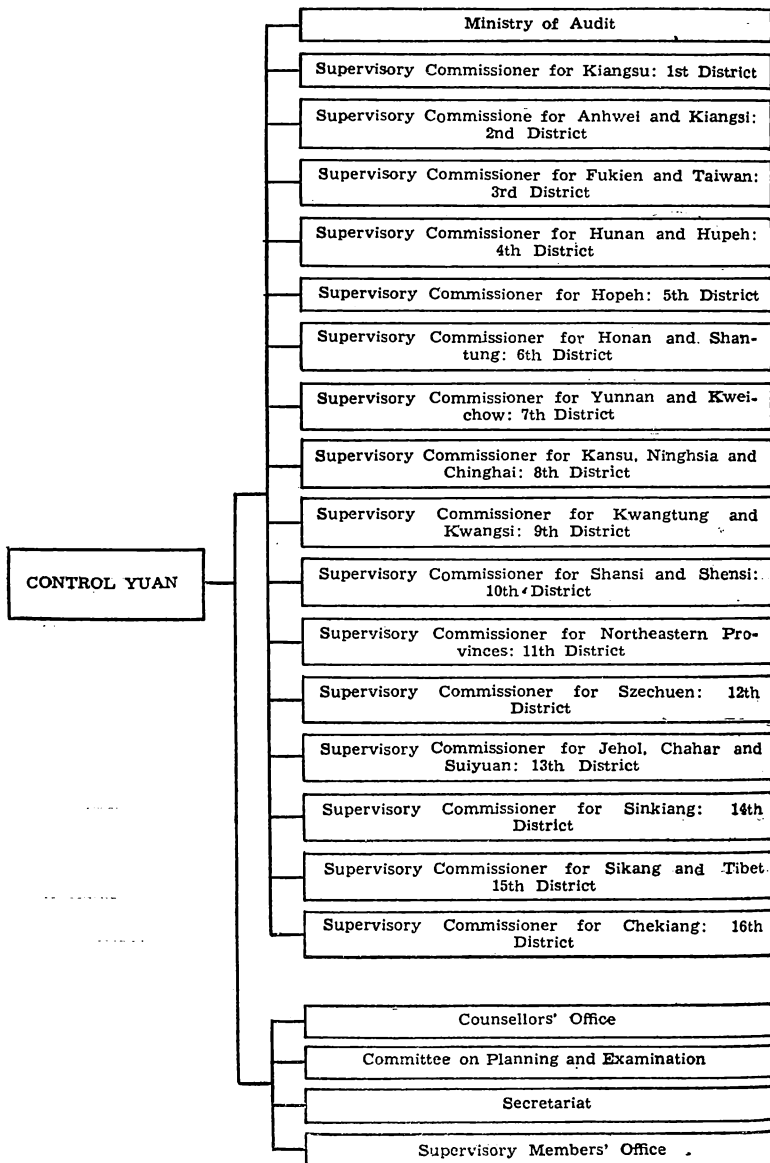 Ministry of Audit
Supervisory Commissioner for Kiangsu: 1st District
Supervisory Commissione for Anhwei and Kiangsi:
2nd District
Supervisory Commissioner for Fukien and Taiwan:
3rd District
Supervisory Commissioner for Hunan and Hupeh:
4th District
Supervisory Commissioner for Hopeh: 5th District
Supervisory Commissioner for Honan and. Shan-
tung: 6th District
Supervisory Commissioner for Yunnan and Kwei-
chow: 7th District
Supervisory Commissioner for Kansu, Ninghsia and
Chinghai: 8th District
Supervisory Commissioner for Kwangtung and
Kwangsi: 9th District
CONTROL YUAN
Supervisory Commissioner for Shansi and Shensi:
10th District
Supervisory Commissioner for Northeastern Pro-
vinces: 11th District
Supervisory Commissioner for Szechuen: 12th
District
Supervisory Commissioner for Jehol, Chahar and
Suiyuan: 13th District
Supervisory Commissioner for Sinkiang: 14th
District
Supervisory Commissioner for Sikang and Tibet
15th District
Supervisory Commissioner for Chekiang: 16th
District
Counsellors' Office
Committee on Planning and Examination
Secretariat
Supervisory Members' Office